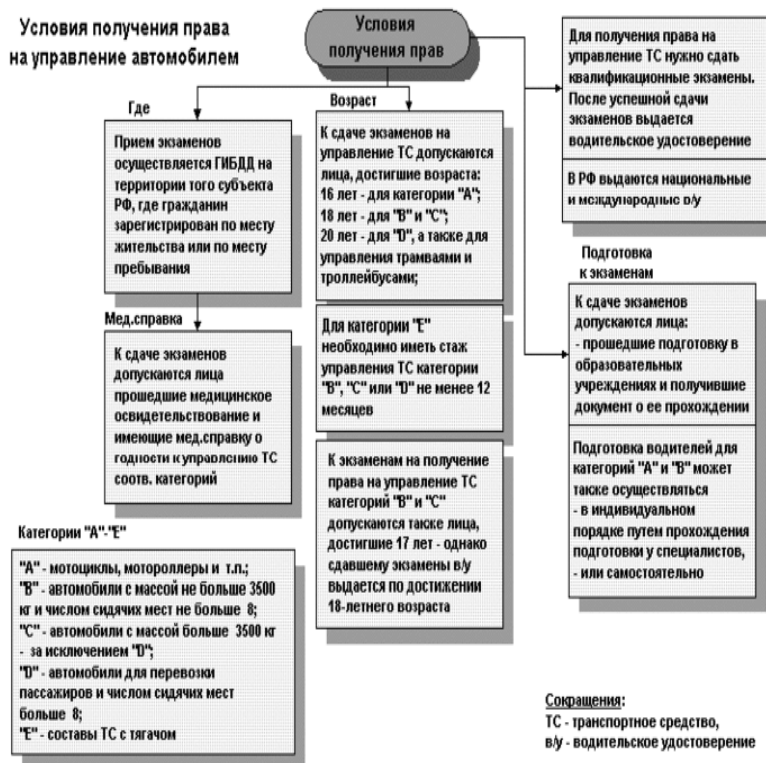 Условия получения права
на управление автомобилем
Условия
получения прав
Для получения права на
управление ТС нужно сдать
квалификационные экзамены.
После успешной сдачи
экзаменов выдается
водительское удостоверение
В РФ выдаются национальные
и международные в/у
Где
Прием экзаменов
осуществляется ГИБДД на
территории того субъекта
РФ, где гражданин
зарегистрирован по месту
жительства или по месту
пребывания
Возраст
К сдаче экзаменов на
управление ТС допускаются
лица, достигшие возраста:
16 лет - для категории "А";
18 лет - для "В" и "С";
20 лет - для "D", а также для
управления трамваями и
троллейбусами;
Для категории "Е"
необходимо иметь стаж
управления ТС категории
"В", "С" или "D" не менее 12
месяцев
К экзаменам на получение
права на управление ТС
категорий "В" и "С"
допускаются также лица,
достигшие 17 лет - однако
сдавшему экзамены в/у
выдается по достижении
18-летнего возраста
Мед.справка
К сдаче экзаменов
допускаются лица
прошедшие медицинское
освидетельствование и
имеющие мед.справку о
годности к управлению ТС
соотв. категорий
Подготовка
к экзаменам
К сдаче экзаменов
допускаются лица:
- прошедшие подготовку в
образовательных
учреждениях и получившие
документ о ее прохождении
Подготовка водителей для
категорий "А" и "В" может
также осуществляться
- в индивидуальном
порядке путем прохождения
подготовки у специалистов,
- или самостоятельно
Категории "А"-"Е"
"А" - мотоциклы, мотороллеры и т.п.;
"В" - автомобили с массой не больше 3500
кг и числом сидячих мест не больше 8;
"С" - автомобили с массой больше 3500 кг
- за исключением "D";
"D" - автомобили для перевозки
пассажиров и числом сидячих мест
больше 8;
"Е" - составы ТС с тягачом
Сокращения:
ТС - транспортное средство,
в/у - водительское удостоверение